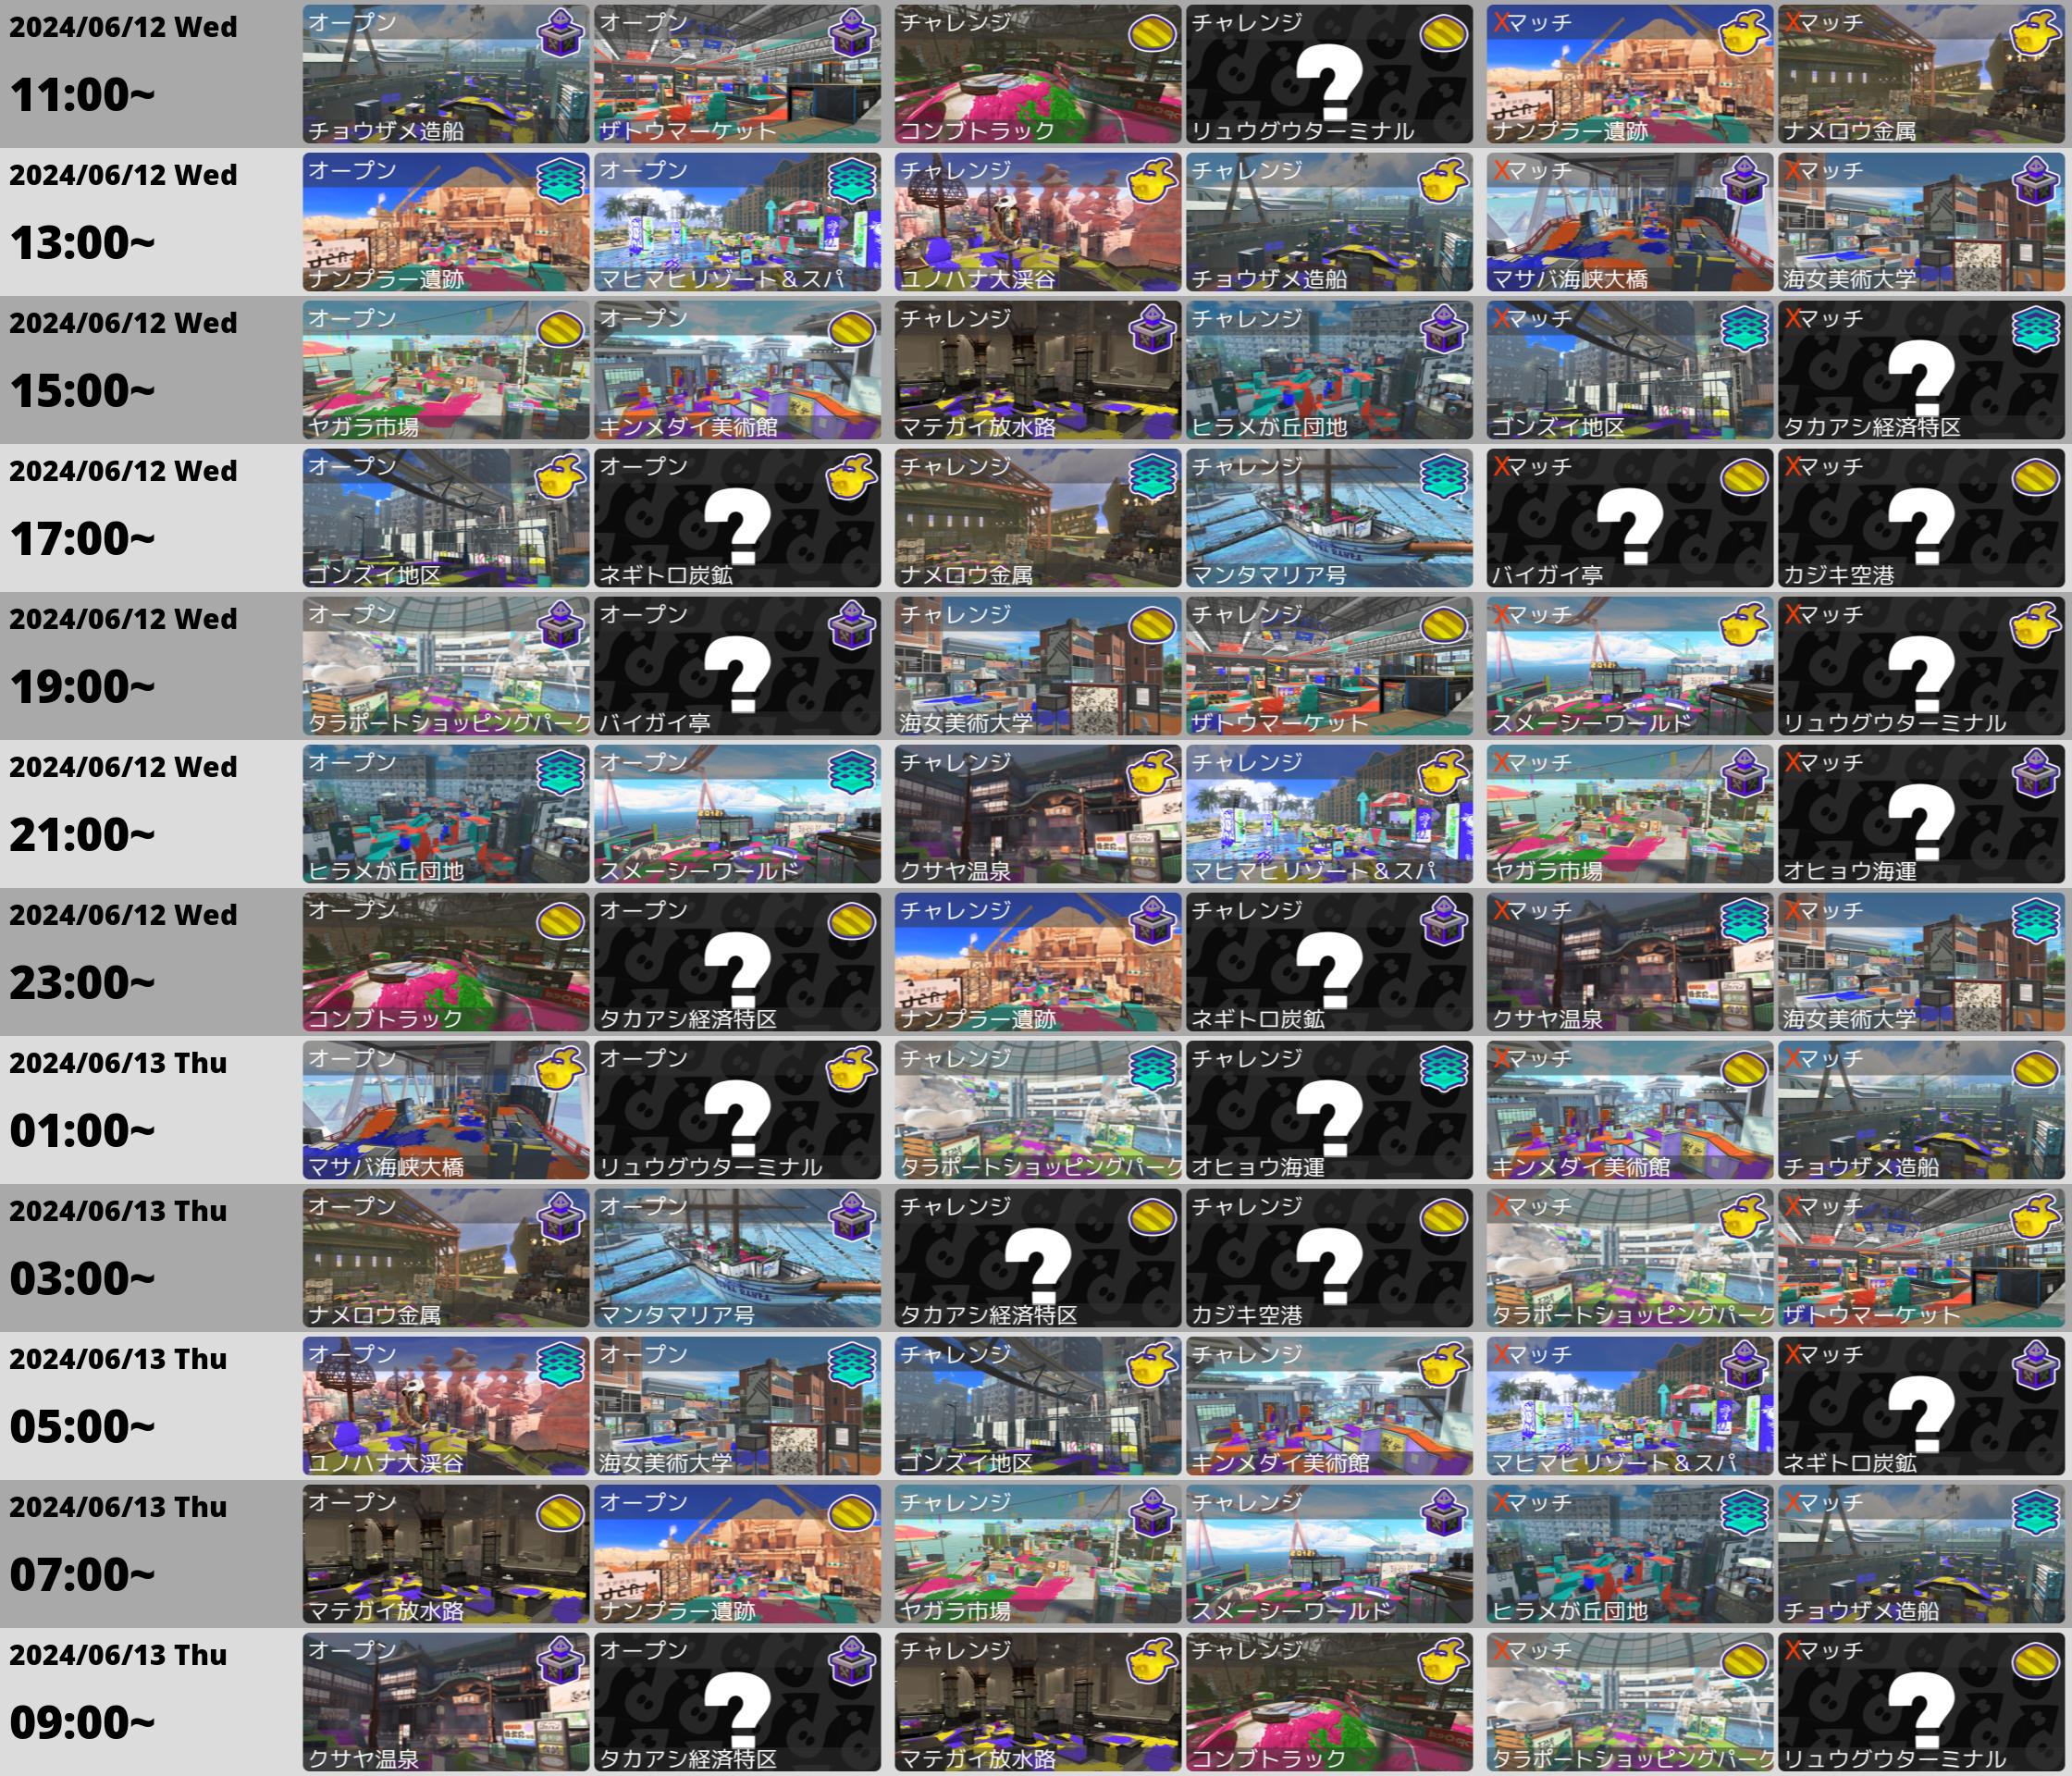 2024/06/12 Wed
11:00~
オープン
チョウザメ造船
オープン
ザトウマーケット
チャレンジ
コンブトラック
チャレンジ
リュウグウターミナル
Xマッチ
ナンプラー遺跡
Xマッチ
ナメロウ金属
2024/06/12 Wed
13:00~
オープン
ナンプラー遺跡
オープン
マヒマヒリゾート＆スパ
チャレンジ
ユノハナ大渓谷
チャレンジ
チョウザメ造船
Xマッチ
マサバ海峡大橋
Xマッチ
海女美術大学
2024/06/12 Wed
15:00~
オープン
ヤガラ市場
オープン
キンメダイ美術館
チャレンジ
マテガイ放水路
チャレンジ
ヒラメが丘団地
Xマッチ
ゴンズイ地区
Xマッチ
タカアシ経済特区
2024/06/12 Wed
17:00~
オープン
ゴンズイ地区
オープン
ネギトロ炭鉱
チャレンジ
ナメロウ金属
チャレンジ
マンタマリア号
Xマッチ
バイガイ亭
Xマッチ
カジキ空港
2024/06/12 Wed
19:00~
オープン
タラポートショッピングパーク
オープン
バイガイ亭
チャレンジ
海女美術大学
チャレンジ
ザトウマーケット
Xマッチ
スメーシーワールド
Xマッチ
リュウグウターミナル
2024/06/12 Wed
21:00~
オープン
ヒラメが丘団地
オープン
スメーシーワールド
チャレンジ
クサヤ温泉
チャレンジ
マヒマヒリゾート＆スパ
Xマッチ
ヤガラ市場
Xマッチ
オヒョウ海運
2024/06/12 Wed
23:00~
オープン
コンブトラック
オープン
タカアシ経済特区
チャレンジ
ナンプラー遺跡
チャレンジ
ネギトロ炭鉱
Xマッチ
クサヤ温泉
Xマッチ
海女美術大学
2024/06/13 Thu
01:00~
オープン
マサバ海峡大橋
オープン
リュウグウターミナル
チャレンジ
タラポートショッピングパーク
チャレンジ
オヒョウ海運
Xマッチ
キンメダイ美術館
Xマッチ
チョウザメ造船
2024/06/13 Thu
03:00~
オープン
ナメロウ金属
オープン
マンタマリア号
チャレンジ
タカアシ経済特区
チャレンジ
カジキ空港
Xマッチ
タラポートショッピングパーク
Xマッチ
ザトウマーケット
2024/06/13 Thu
05:00~
オープン
ユノハナ大渓谷
オープン
海女美術大学
チャレンジ
ゴンズイ地区
チャレンジ
キンメダイ美術館
Xマッチ
マヒマヒリゾート＆スパ
Xマッチ
ネギトロ炭鉱
2024/06/13 Thu
07:00~
オープン
マテガイ放水路
オープン
ナンプラー遺跡
チャレンジ
ヤガラ市場
チャレンジ
スメーシーワールド
Xマッチ
ヒラメが丘団地
Xマッチ
チョウザメ造船
2024/06/13 Thu
09:00~
オープン
クサヤ温泉
オープン
タカアシ経済特区
チャレンジ
マテガイ放水路
チャレンジ
コンブトラック
Xマッチ
タラポートショッピングパーク
Xマッチ
リュウグウターミナル